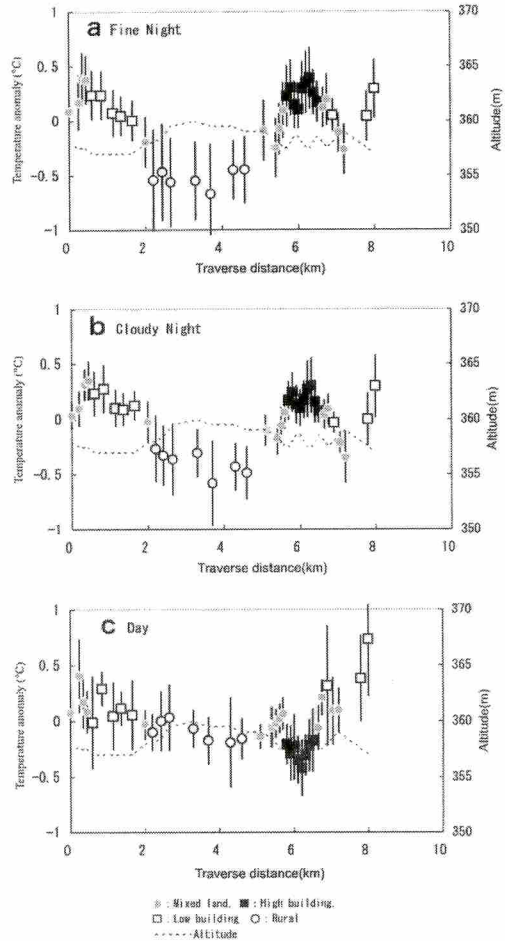 a Fine Night
Temperature anomaly (°C)
1
0.5
0
-0.5
-1
370
365
360
355
350
Altitude(m)
0 2 4 6 8 10
Traverse distance(km)
b Cloudy Night
Temperature anomaly (°C)
1
0.5
0
-0.5
-1
370
365
360
355
350
Altitude(m)
0 2 4 6 8 10
Traverse distance(km)
c Day
Temperature anomaly (°C)
1
0.5
0
-0.5
-1
370
365
360
355
350
Altitude(m)
0 2 4 6 8 10
Traverse distance(km)
: Mixed land. : High building.
: Low building : Rural
Altitude